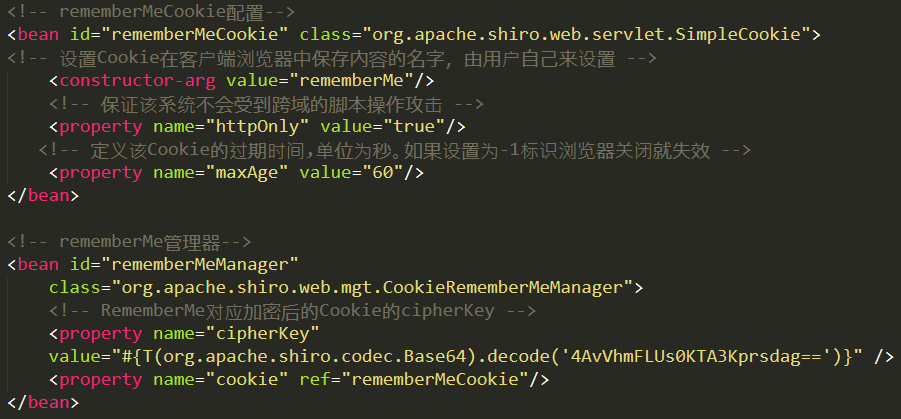 <!-- rememberMeCookie配置-->
<bean id="rememberMeCookie" class="org.apache.shiro.web.servlet.SimpleCookie">
<!-- 设置Cookie在客户端浏览器中保存内容的名字，由用户自己来设置 -->
<constructor-arg value="rememberMe"/>
<!-- 保证该系统不会受到跨域的脚本操作攻击 -->
<property name="httpOnly" value="true"/>
<!-- 定义该Cookie的过期时间，单位为秒。如果设置为-1标识浏览器关闭就失效 -->
<property name="maxAge" value="60"/>
</bean>
<!-- rememberMe管理器-->
<bean id="rememberMeManager"
class="org.apache.shiro.web.mgt.CookieRememberMeManager">
<!-- RememberMe对应加密后的Cookie的cipherKey -->
<property name="cipherKey"
value="#{T(org.apache.shiro.codec.Base64).decode('4AvVhmFLUs0KTA3Kprsdag==')}" />
<property name="cookie" ref="rememberMeCookie"/>
</bean>